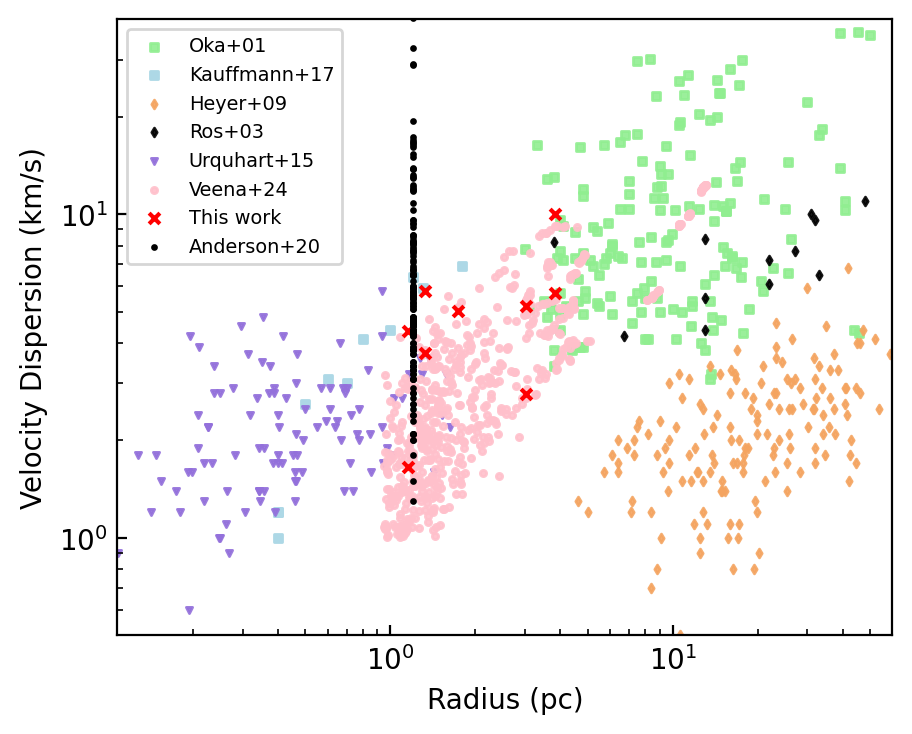 Oka+01
Kauffmann+17
Heyer+09
Ros+03
Urquhart+15
Veena+24
This work
Anderson+20
Velocity Dispersion (km/s)
10¹
10⁰
10⁰ 10¹
Radius (pc)